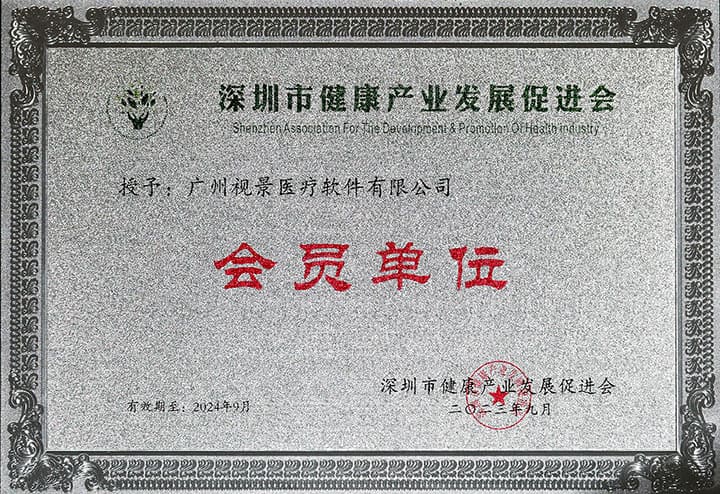 深圳市健康产业发展促进会
Shenzhen Association For The Development & Promotion Of Health Industry
授予：广州视景医疗软件有限公司
会员单位
深圳市健康产业发展促进会
有效期至：2024年9月
二〇二三年九月